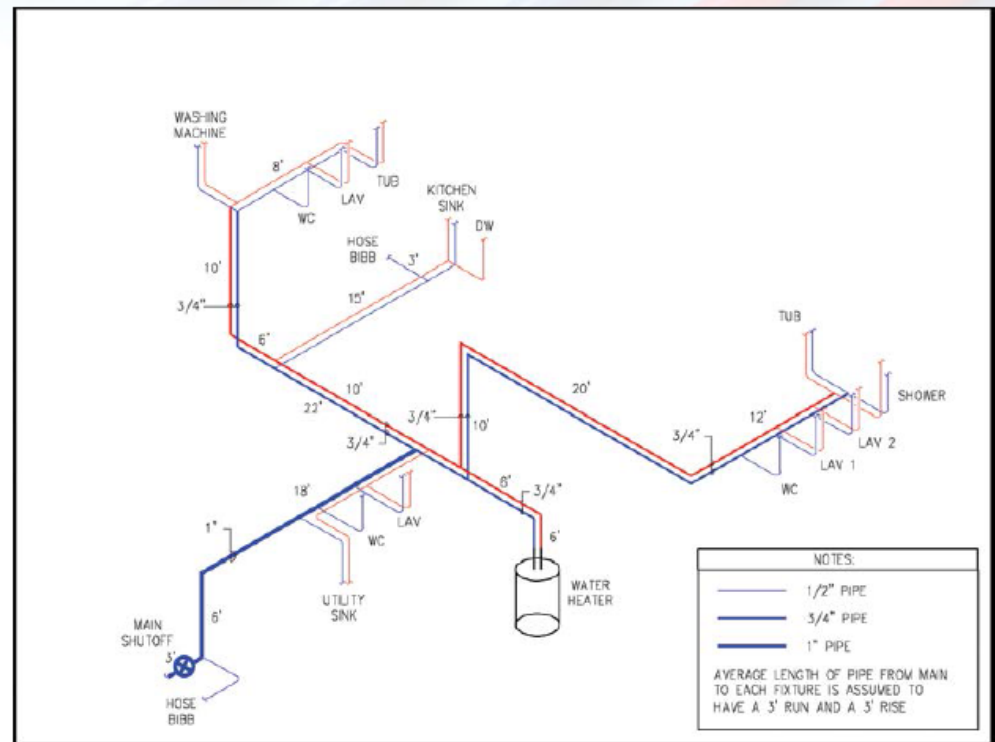 WASHING
MACHINE
8'
TUB
LAV
WC
KITCHEN
SINK
DW
HOSE
BIBB
3'
10'
3/4"
15'
6'
10'
22'
3/4"
3/4"
10'
20'
TUB
SHOWER
12'
3/4"
LAV 2
LAV 1
WC
6'
3/4"
6'
18'
LAV
WC
1"
UTILITY
SINK
WATER
HEATER
6'
MAIN
SHUTOFF
3'
HOSE
BIBB
NOTES:
1/2" PIPE
3/4" PIPE
1" PIPE
AVERAGE LENGTH OF PIPE FROM MAIN
TO EACH FIXTURE IS ASSUMED TO
HAVE A 3' RUN AND A 3' RISE